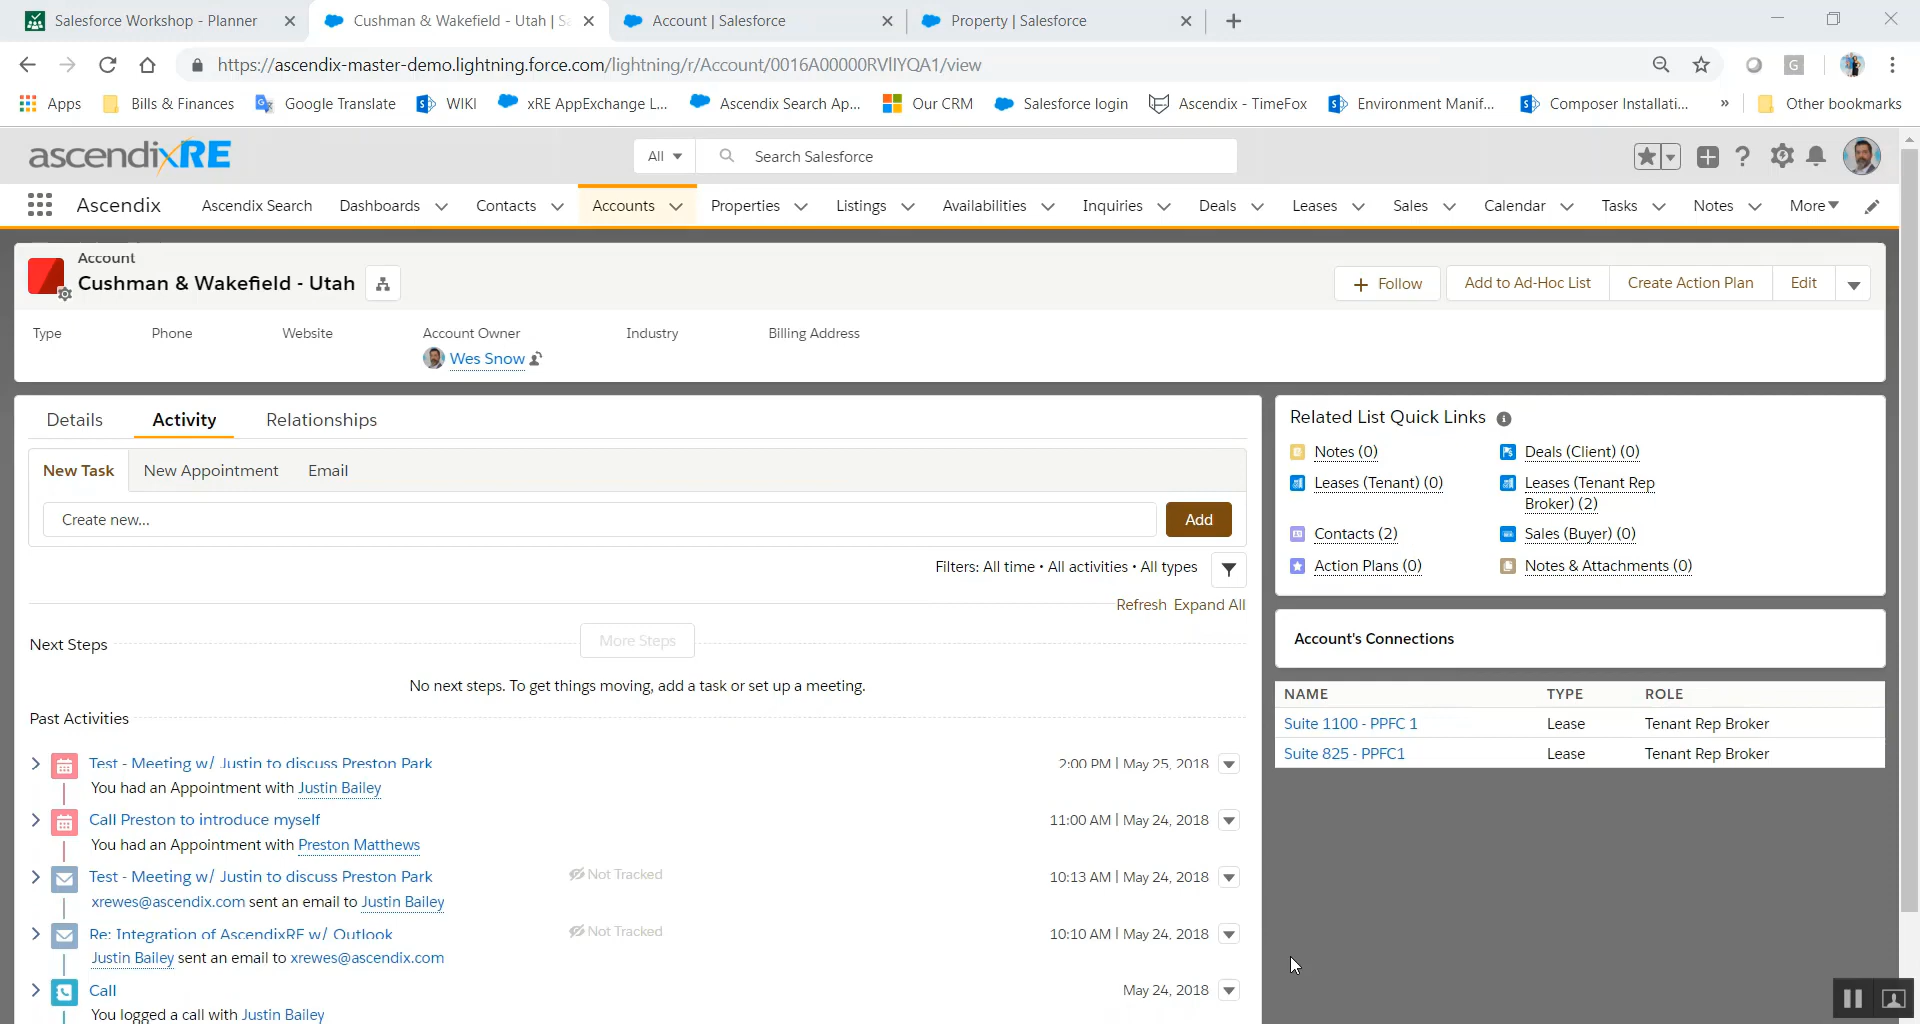 Salesforce Workshop - Planner
Cushman & Wakefield - Utah | Sa
Account | Salesforce
Property | Salesforce
https://ascendix-master-demo.lightning.force.com/lightning/r/Account/0016A00000RVlIYQA1/view
G
Apps
Bills & Finances
Google Translate
WIKI
xRE AppExchange L...
Ascendix Search Ap...
Our CRM
Salesforce login
Ascendix - TimeFox
Environment Manif...
Composer Installati...
»
Other bookmarks
ascendixRE
All
Search Salesforce
Ascendix
Ascendix Search
Dashboards
Contacts
Accounts
Properties
Listings
Availabilities
Inquiries
Deals
Leases
Sales
Calendar
Tasks
Notes
More
Account
Cushman & Wakefield - Utah
+ Follow
Add to Ad-Hoc List
Create Action Plan
Edit
Type
Phone
Website
Account Owner
Industry
Billing Address
Wes Snow
Details
Activity
Relationships
New Task
New Appointment
Email
Create new...
Add
Filters: All time • All activities • All types
Refresh Expand All
Next Steps
More Steps
No next steps. To get things moving, add a task or set up a meeting.
Past Activities
Test - Meeting w/ Justin to discuss Preston Park
2:00 PM | May 25, 2018
You had an Appointment with Justin Bailey
Call Preston to introduce myself
11:00 AM | May 24, 2018
You had an Appointment with Preston Matthews
Test - Meeting w/ Justin to discuss Preston Park
Not Tracked
10:13 AM | May 24, 2018
xrewes@ascendix.com sent an email to Justin Bailey
Re: Integration of AscendixRE w/ Outlook
Not Tracked
10:10 AM | May 24, 2018
Justin Bailey sent an email to xrewes@ascendix.com
Call
May 24, 2018
You logged a call with Justin Bailey
Related List Quick Links
Notes (0)
Deals (Client) (0)
Leases (Tenant) (0)
Leases (Tenant Rep
Broker) (2)
Contacts (2)
Sales (Buyer) (0)
Action Plans (0)
Notes & Attachments (0)
Account's Connections
NAME
TYPE
ROLE
Suite 1100 - PPFC 1
Lease
Tenant Rep Broker
Suite 825 - PPFC1
Lease
Tenant Rep Broker